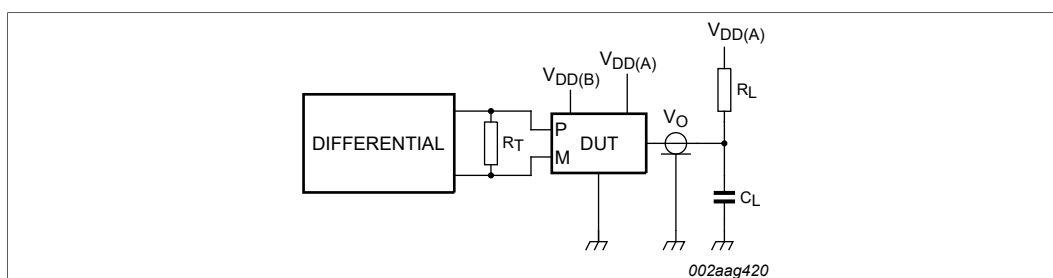 VDD(A)
VDD(B)
VDD(A)
RL
VO
DIFFERENTIAL
RT
P
M
DUT
CL
002aag420